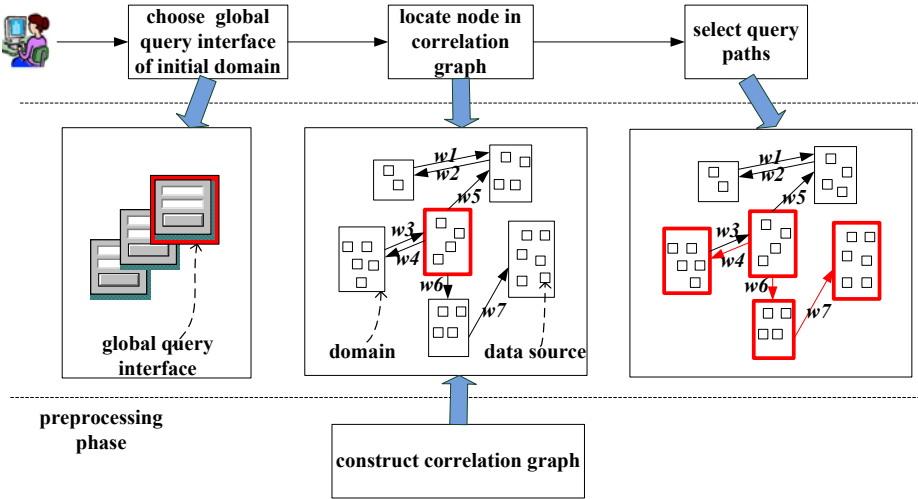 choose global
query interface
of initial domain
locate node in
correlation
graph
select query
paths
global query
interface
w1
w2
w5
w3
w4
w6
w7
domain
data source
w1
w2
w5
w3
w4
w6
w7
preprocessing
phase
construct correlation graph